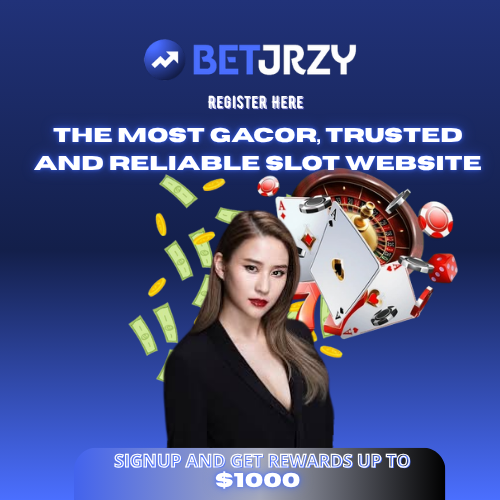 BETJRZY
REGISTER HERE
THE MOST GACOR, TRUSTED
AND RELIABLE SLOT WEBSITE
SIGNUP AND GET REWARDS UP TO
$1000